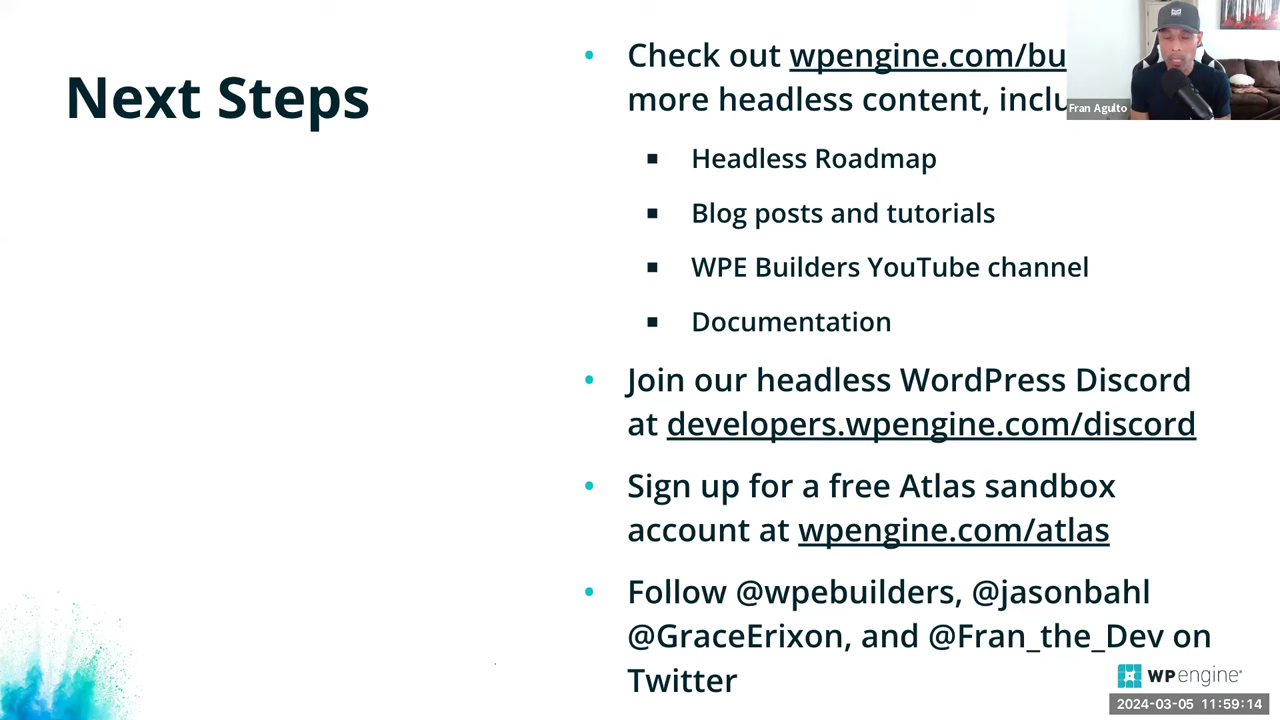 Next Steps
• Check out wpengine.com/bu
more headless content, inclu
▪ Headless Roadmap
▪ Blog posts and tutorials
▪ WPE Builders YouTube channel
▪ Documentation
• Join our headless WordPress Discord
at developers.wpengine.com/discord
• Sign up for a free Atlas sandbox
account at wpengine.com/atlas
• Follow @wpebuilders, @jasonbahl
@GraceErixon, and @Fran_the_Dev on
Twitter
Fran Agulto
WP engine®
2024-03-05 11:59:14